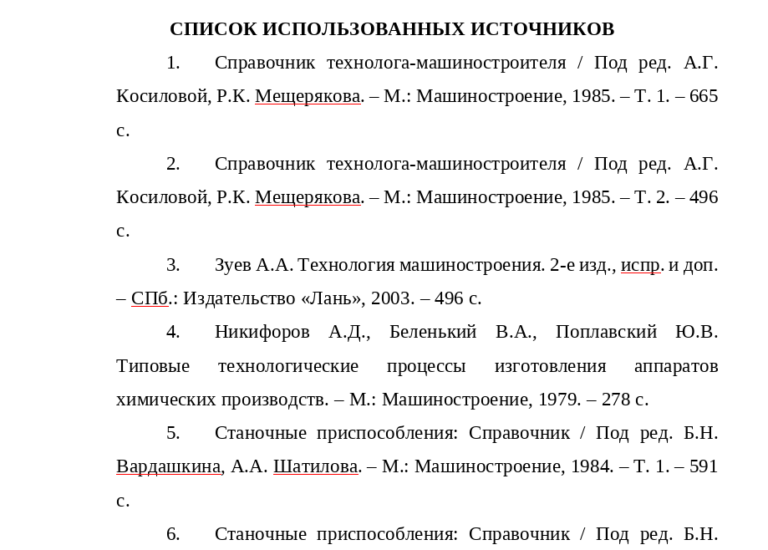 СПИСОК ИСПОЛЬЗОВАННЫХ ИСТОЧНИКОВ
1. Справочник технолога-машиностроителя / Под ред. А.Г.
Косиловой, Р.К. Мещерякова. – М.: Машиностроение, 1985. – Т. 1. – 665
с.
2. Справочник технолога-машиностроителя / Под ред. А.Г.
Косиловой, Р.К. Мещерякова. – М.: Машиностроение, 1985. – Т. 2. – 496
с.
3. Зуев А.А. Технология машиностроения. 2-е изд., испр. и доп.
– СПб.: Издательство «Лань», 2003. – 496 с.
4. Никифоров А.Д., Беленький В.А., Поплавский Ю.В.
Типовые технологические процессы изготовления аппаратов
химических производств. – М.: Машиностроение, 1979. – 278 с.
5. Станочные приспособления: Справочник / Под ред. Б.Н.
Вардашкина, А.А. Шатилова. – М.: Машиностроение, 1984. – Т. 1. – 591
с.
6. Станочные приспособления: Справочник / Под ред. Б.Н.